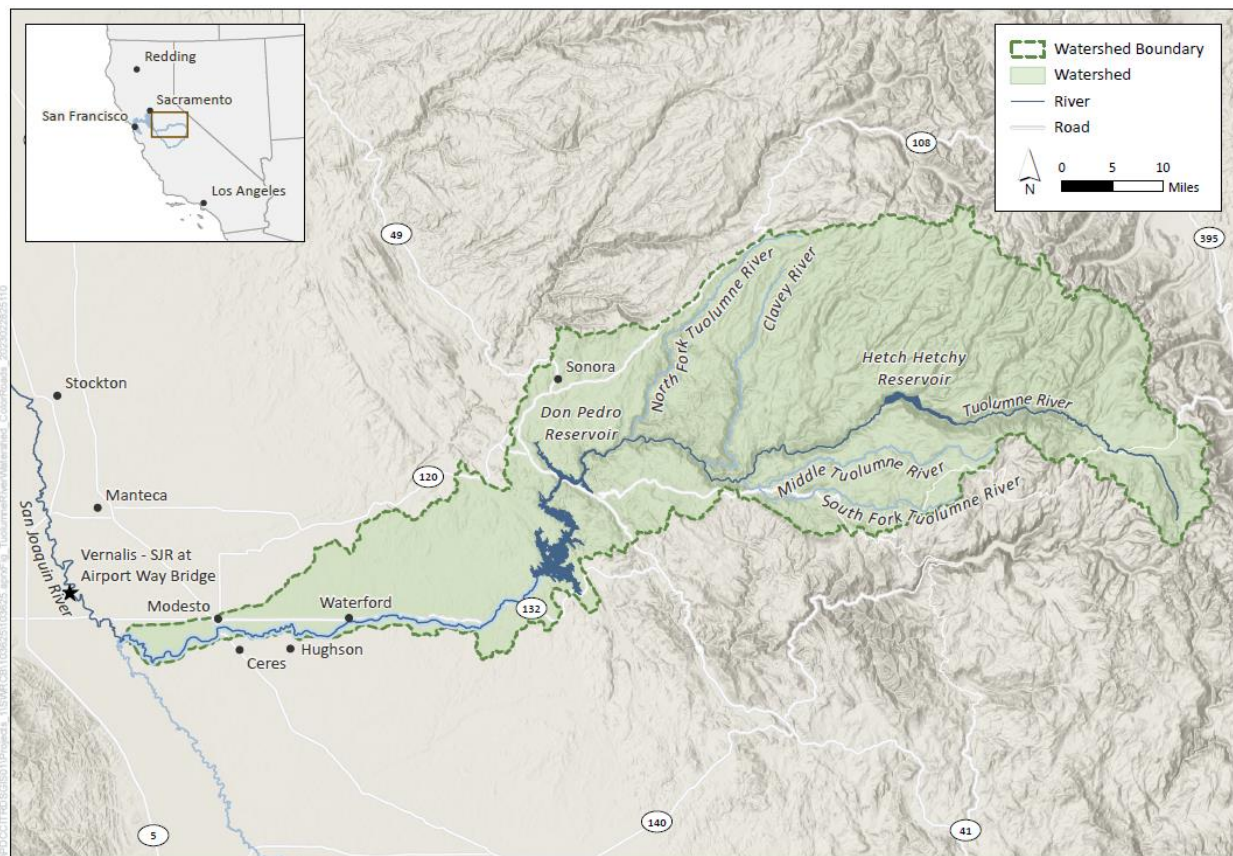 Redding
Sacramento
San Francisco
Los Angeles
Watershed Boundary
Watershed
River
Road
N
0 5 10
Miles
108
49
395
North Fork Tuolumne River
Clavey River
Sonora
Hetch Hetchy
Reservoir
Stockton
Don Pedro
Reservoir
Tuolumne River
120
Middle Tuolumne River
South Fork Tuolumne River
Manteca
San Joaquin River
Vernalis - SJR at
Airport Way Bridge
Modesto
Waterford
132
Ceres
Hughson
5
140
41